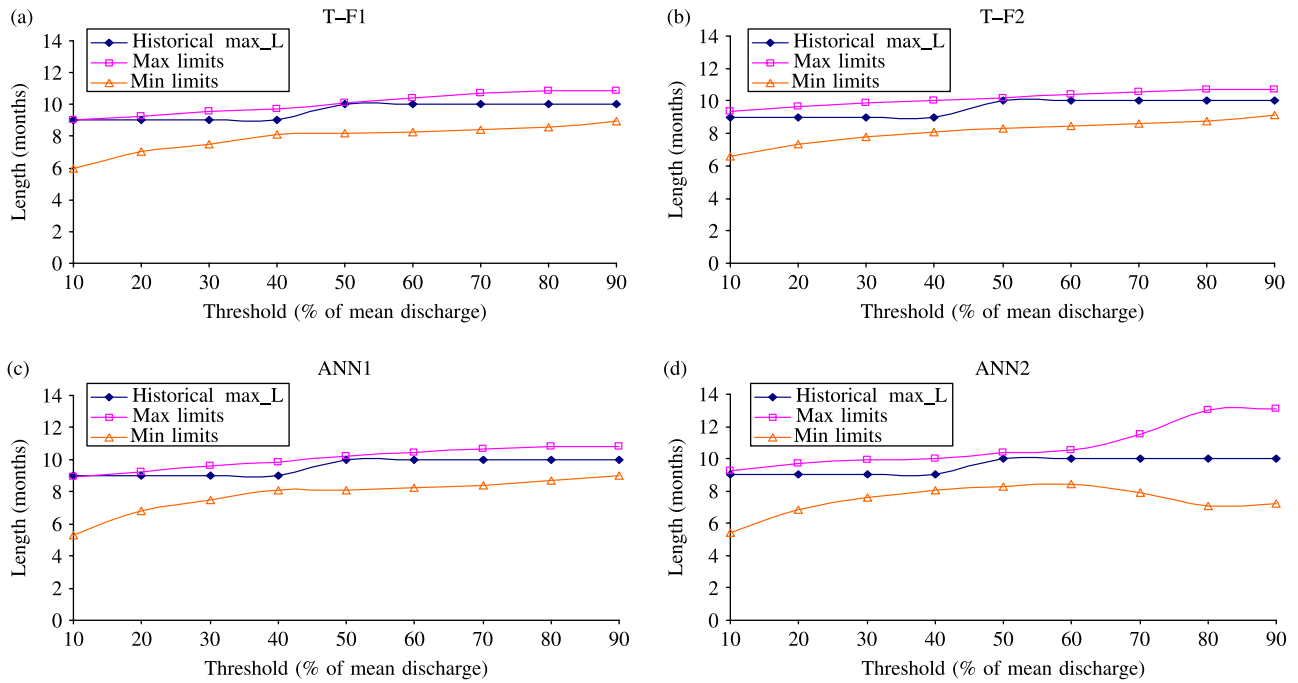 (a)
T–F1
Historical max_L
Max limits
Min limits
Length (months)
14
12
10
8
6
4
2
0
10 20 30 40 50 60 70 80 90
Threshold (% of mean discharge)
(b)
T–F2
Historical max_L
Max limits
Min limits
Length (months)
14
12
10
8
6
4
2
0
10 20 30 40 50 60 70 80 90
Threshold (% of mean discharge)
(c)
ANN1
Historical max_L
Max limits
Min limits
Length (months)
14
12
10
8
6
4
2
0
10 20 30 40 50 60 70 80 90
Threshold (% of mean discharge)
(d)
ANN2
Historical max_L
Max limits
Min limits
Length (months)
14
12
10
8
6
4
2
0
10 20 30 40 50 60 70 80 90
Threshold (% of mean discharge)